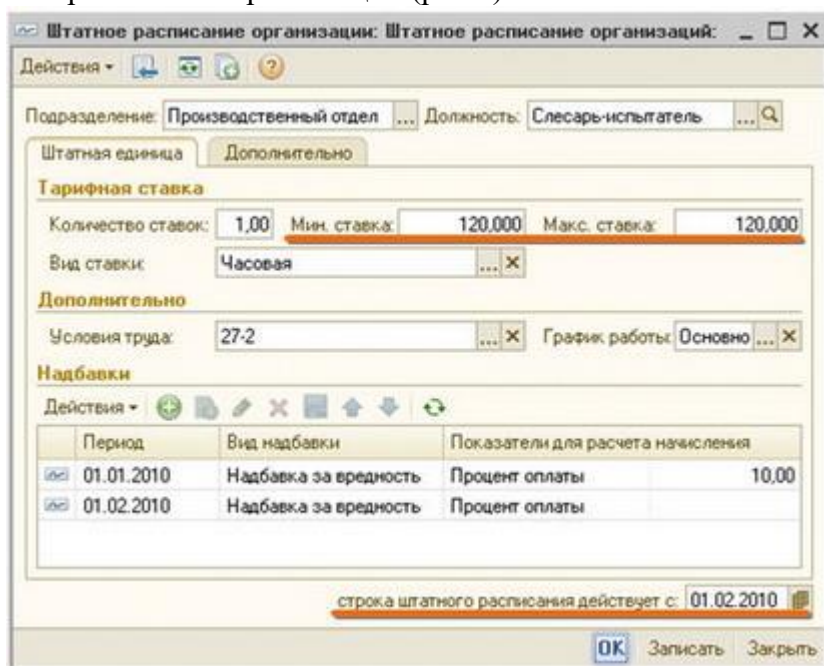 Штатное расписание организации: Штатное расписание организаций:
Действия
Подразделение: Производственный отдел ... Должность: Слесарь-испытатель ...
Штатная единица Дополнительно
Тарифная ставка
Количество ставок: 1,00 Мин. ставка: 120,000 Макс. ставка: 120,000
Вид ставки: Часовая ... ×
Дополнительно
Условия труда: 27-2 ... × График работы: Основно ... ×
Надбавки
Действия
Период Вид надбавки Показатели для расчета начисления
01.01.2010 Надбавка за вредность Процент оплаты 10,00
01.02.2010 Надбавка за вредность Процент оплаты
строка штатного расписания действует с: 01.02.2010
OK Записать Закрыть